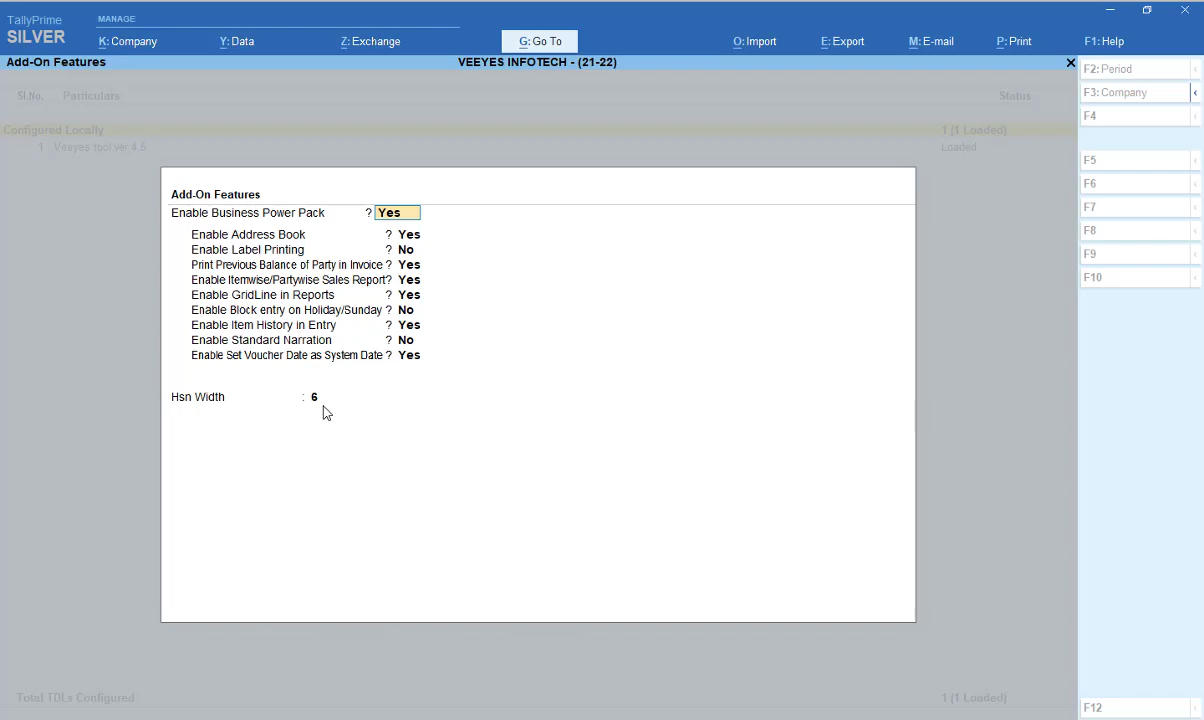 TallyPrime
SILVER
MANAGE
K: Company
Y: Data
Z: Exchange
G: Go To
O: Import
E: Export
M: E-mail
P: Print
F1: Help
Add-On Features
VEEYES INFOTECH - (21-22)
Sl.No. Particulars Status
Configured Locally 1 (1 Loaded)
1 Veeyes tool ver 4.5 Loaded
Add-On Features
Enable Business Power Pack ? Yes
Enable Address Book ? Yes
Enable Label Printing ? No
Print Previous Balance of Party in Invoice ? Yes
Enable Itemwise/Partywise Sales Report ? Yes
Enable GridLine in Reports ? Yes
Enable Block entry on Holiday/Sunday ? No
Enable Item History in Entry ? Yes
Enable Standard Narration ? No
Enable Set Voucher Date as System Date ? Yes
Hsn Width : 6
Total TDLs Configured 1 (1 Loaded)
F2: Period
F3: Company
F4
F5
F6
F7
F8
F9
F10
F12